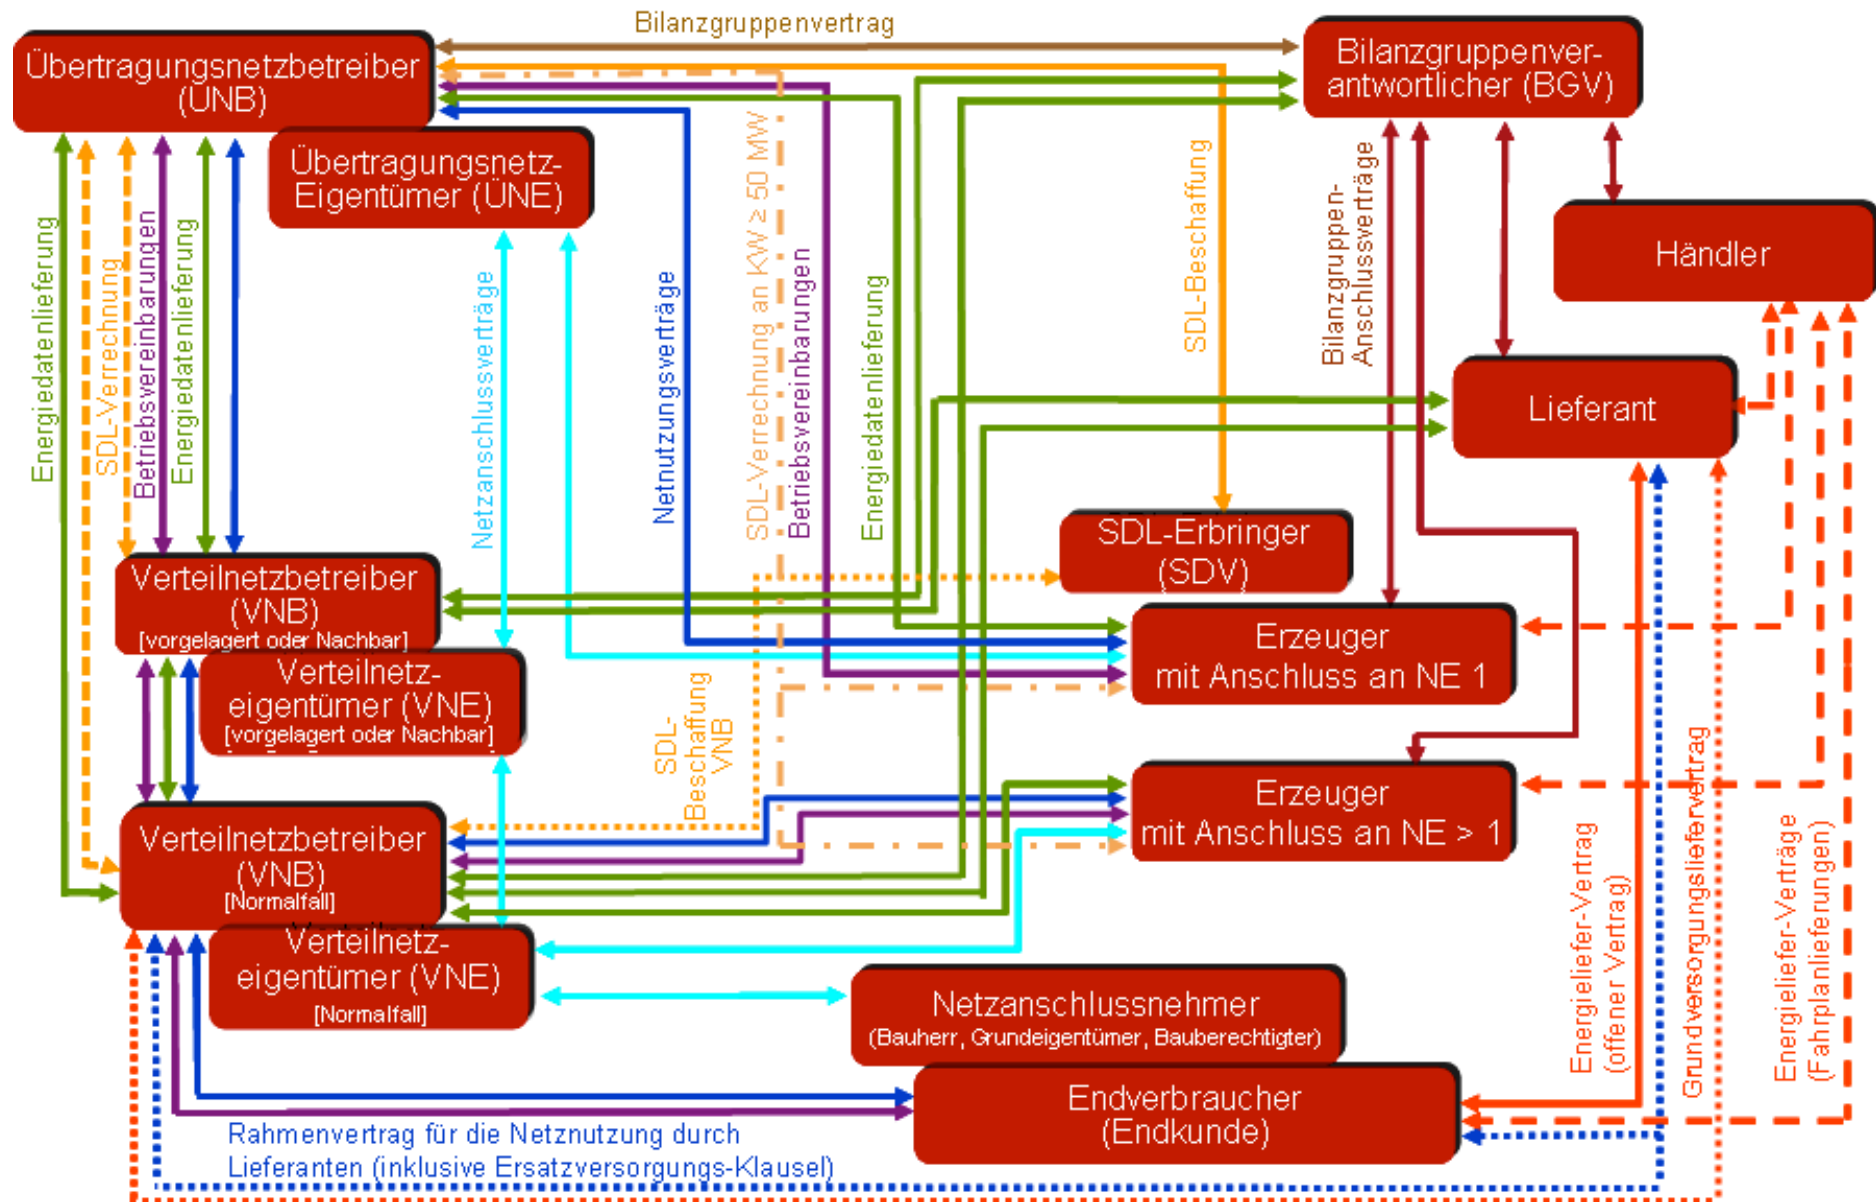 Bilanzgruppenvertrag
Übertragungsnetzbetreiber
(ÜNB)
Bilanzgruppenver-
antwortlicher (BGV)
Übertragungsnetz-
Eigentümer (ÜNE)
Händler
Energiedatenlieferung
SDL-Verrechnung
Betriebsvereinbarungen
Energiedatenlieferung
Netzanschlussverträge
Netnutzungsverträge
SDL-Verrechnung an KW ≥ 50 MW
Betriebsvereinbarungen
Energiedatenlieferung
SDL-Beschaffung
Bilanzgruppen-
Anschlussverträge
Lieferant
SDL-Erbringer
(SDV)
Verteilnetzbetreiber
(VNB)
[vorgelagert oder Nachbar]
Verteilnetz-
eigentümer (VNE)
[vorgelagert oder Nachbar]
Erzeuger
mit Anschluss an NE 1
SDL-
Beschaffung
VNB
Erzeuger
mit Anschluss an NE > 1
Verteilnetzbetreiber
(VNB)
[Normalfall]
Verteilnetz-
eigentümer (VNE)
[Normalfall]
Netzanschlussnehmer
(Bauherr, Grundeigentümer, Bauberechtigter)
Endverbraucher
(Endkunde)
Energieliefer-Vertrag
(offener Vertrag)
Grundversorgungsliefervertrag
Energieliefer-Verträge
(Fahrplanlieferungen)
Rahmenvertrag für die Netznutzung durch
Lieferanten (inklusive Ersatzversorgungs-Klausel)